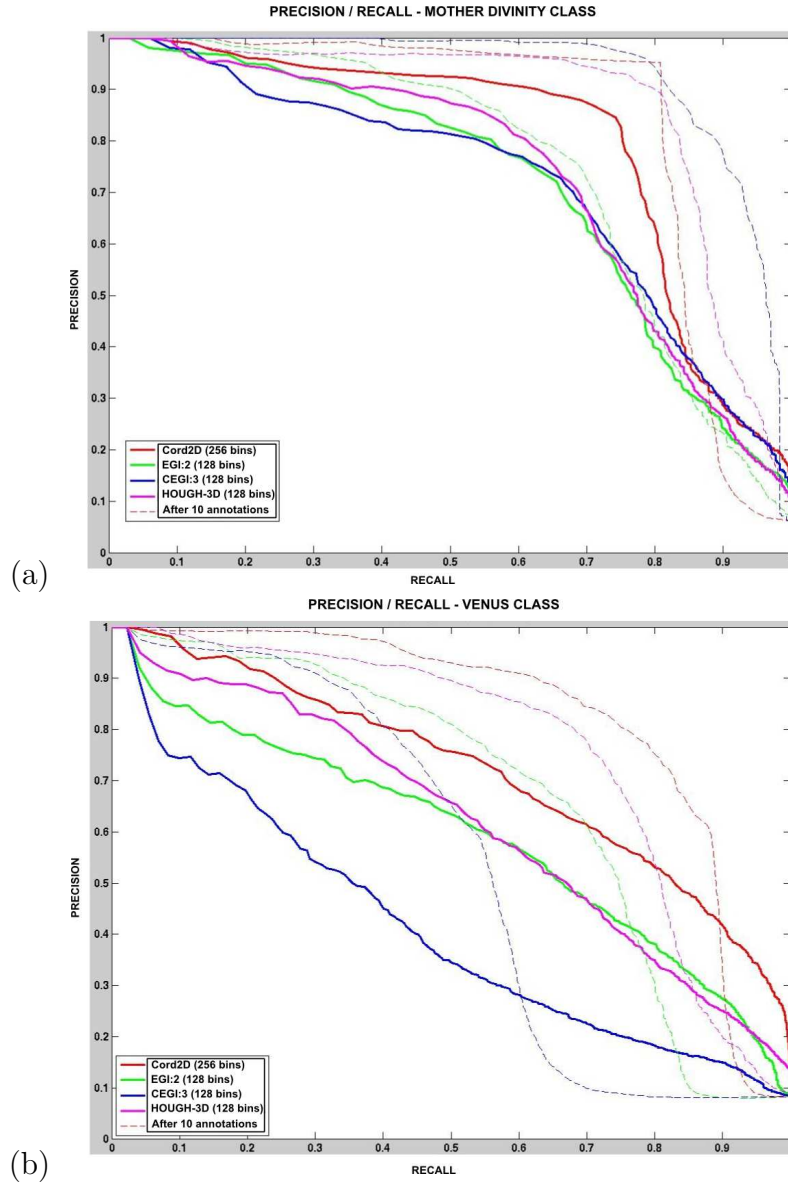 PRECISION / RECALL - MOTHER DIVINITY CLASS
1
0.9
0.8
0.7
0.6
0.5
0.4
0.3
0.2
0.1
0
PRECISION
Cord2D (256 bins)
EGI:2 (128 bins)
CEGI:3 (128 bins)
HOUGH-3D (128 bins)
After 10 annotations
0 0.1 0.2 0.3 0.4 0.5 0.6 0.7 0.8 0.9
RECALL
(a)
PRECISION / RECALL - VENUS CLASS
1
0.9
0.8
0.7
0.6
0.5
0.4
0.3
0.2
0.1
0
PRECISION
Cord2D (256 bins)
EGI:2 (128 bins)
CEGI:3 (128 bins)
HOUGH-3D (128 bins)
After 10 annotations
0 0.1 0.2 0.3 0.4 0.5 0.6 0.7 0.8 0.9
RECALL
(b)